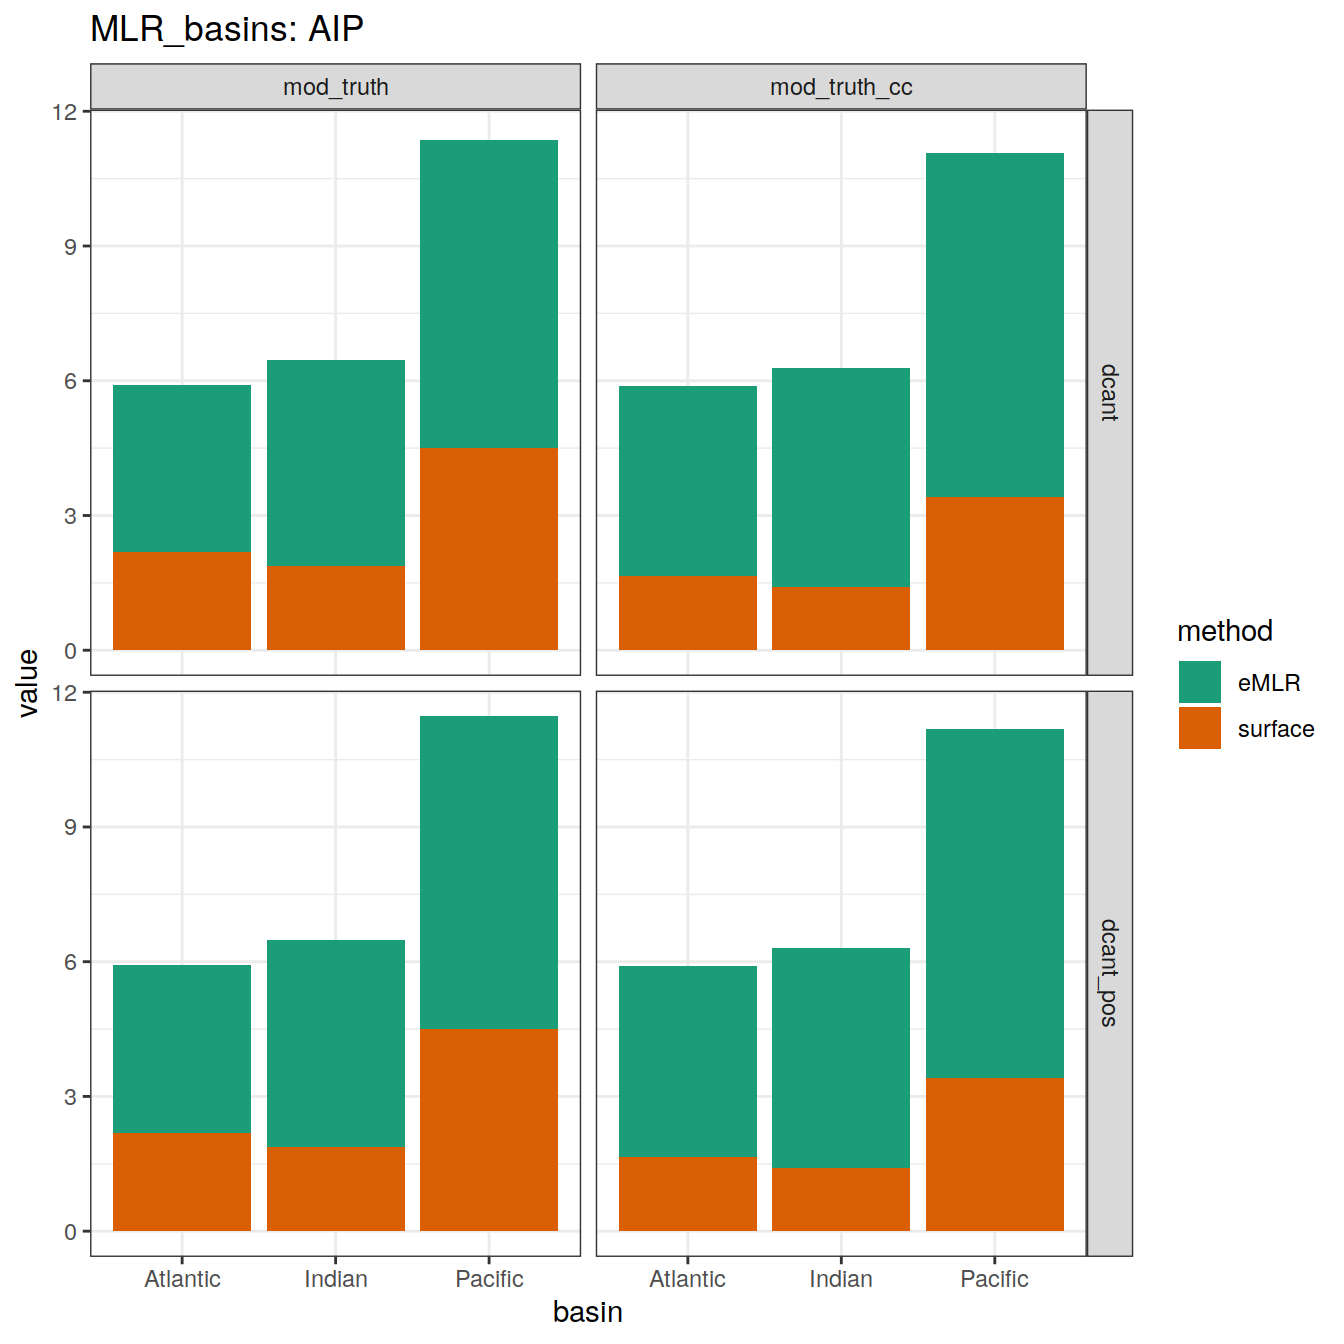 MLR_basins: AIP
mod_truth
mod_truth_cc
12
9
6
3
0
dcant
12
9
6
3
0
dcant_pos
value
Atlantic
Indian
Pacific
Atlantic
Indian
Pacific
basin
method
eMLR
surface